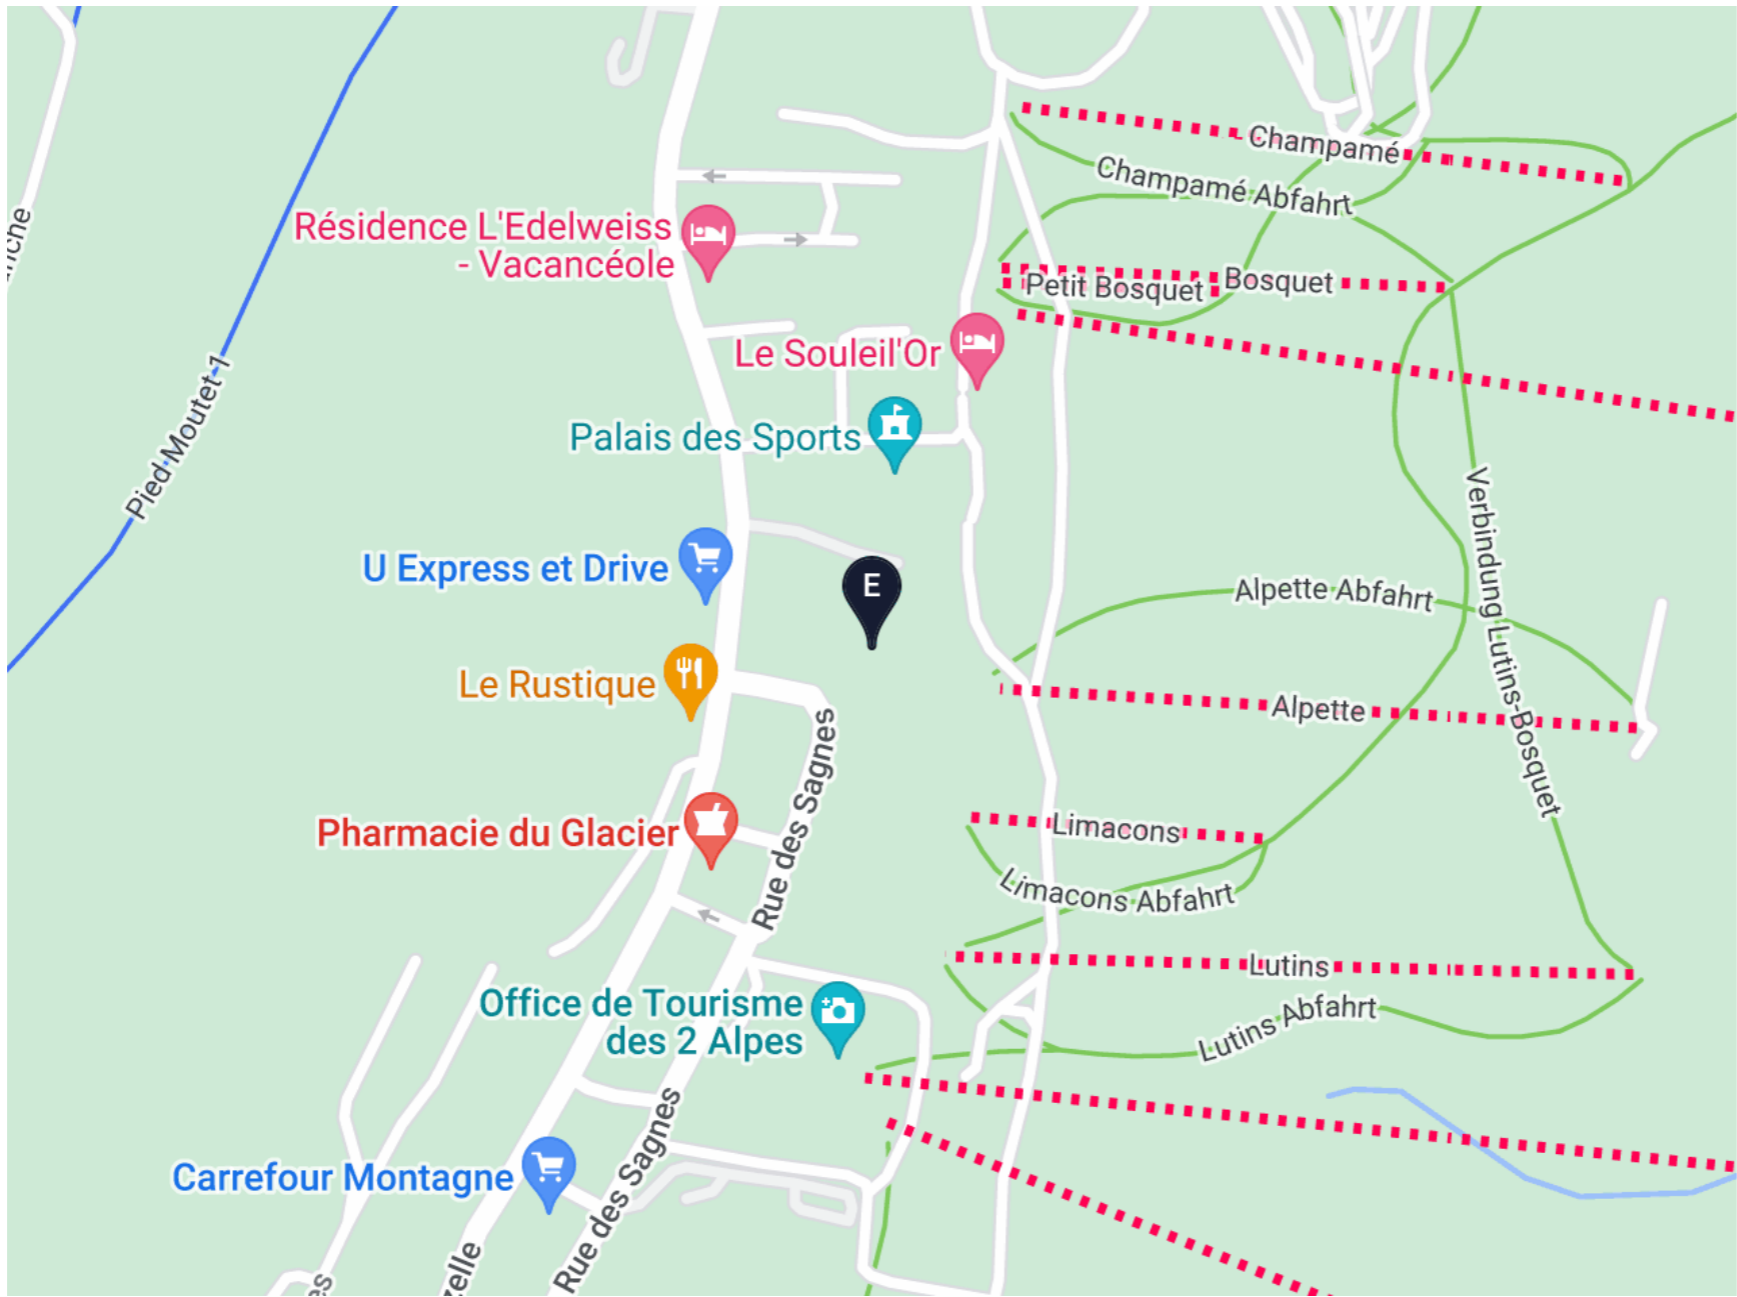 Champamé
Champamé Abfahrt
Résidence L'Edelweiss
- Vacancéole
Bosquet
Petit Bosquet
Le Souleil'Or
Pied Moutet 1
Palais des Sports
Verbindung Lutins-Bosquet
U Express et Drive
E
Alpette Abfahrt
Le Rustique
Alpette
Rue des Sagnes
Pharmacie du Glacier
Limacons
Limacons Abfahrt
Lutins
Office de Tourisme
des 2 Alpes
Lutins Abfahrt
Carrefour Montagne
Rue des Sagnes